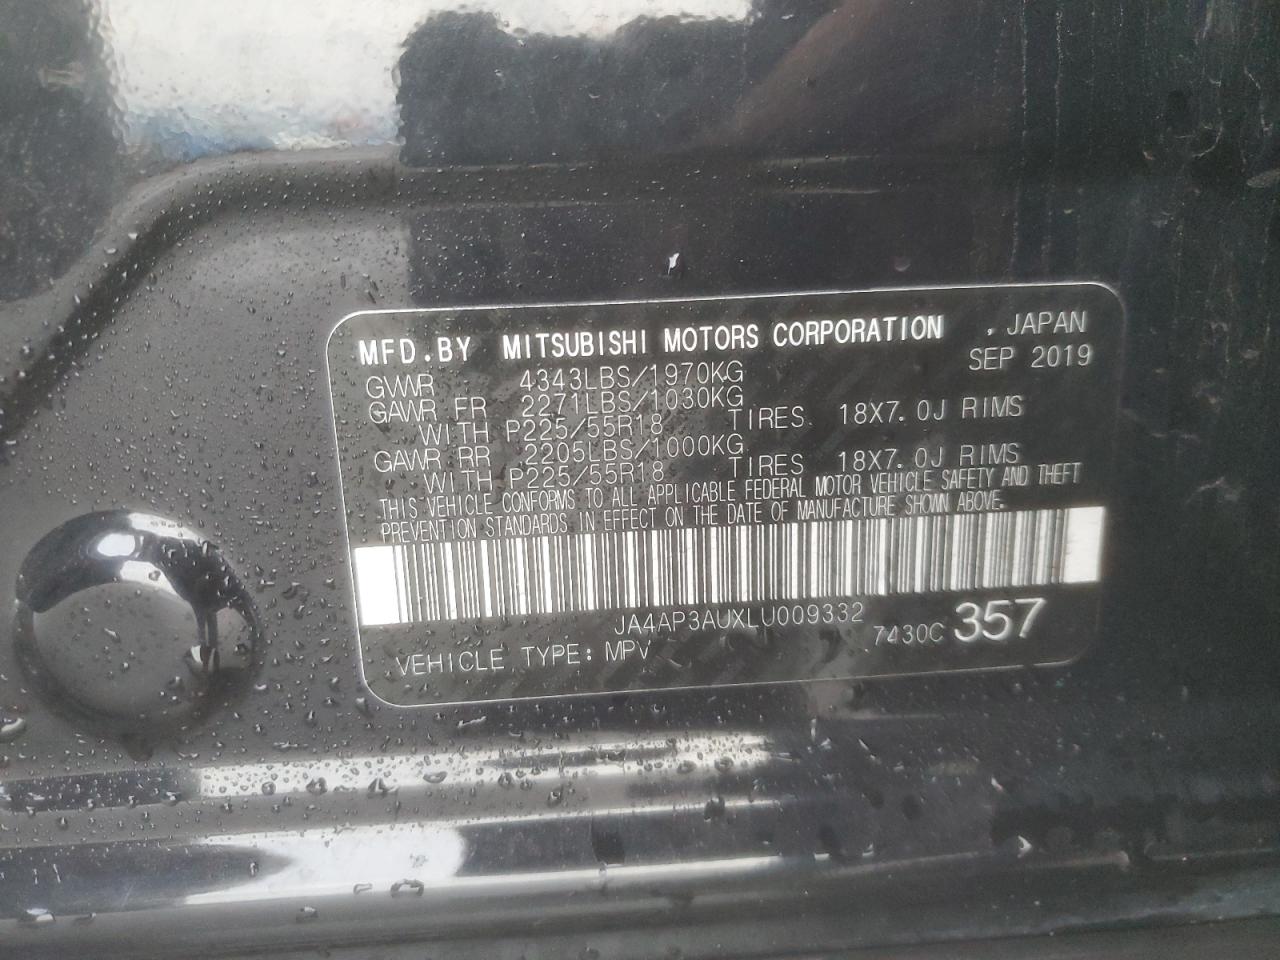 MFD.BY MITSUBISHI MOTORS CORPORATION , JAPAN
SEP 2019
GVWR 4343LBS/1970KG
GAWR FR 2271LBS/1030KG
WITH P225/55R18 TIRES. 18X7.0J RIMS
GAWR RR 2205LBS/1000KG
WITH P225/55R18 TIRES 18X7.0J RIMS
THIS VEHICLE CONFORMS TO ALL APPLICABLE FEDERAL MOTOR VEHICLE SAFETY AND THEFT
PREVENTION STANDARDS IN EFFECT ON THE DATE OF MANUFACTURE SHOWN ABOVE.
JA4AP3AUXLU009332
VEHICLE TYPE: MPV 7430C 357